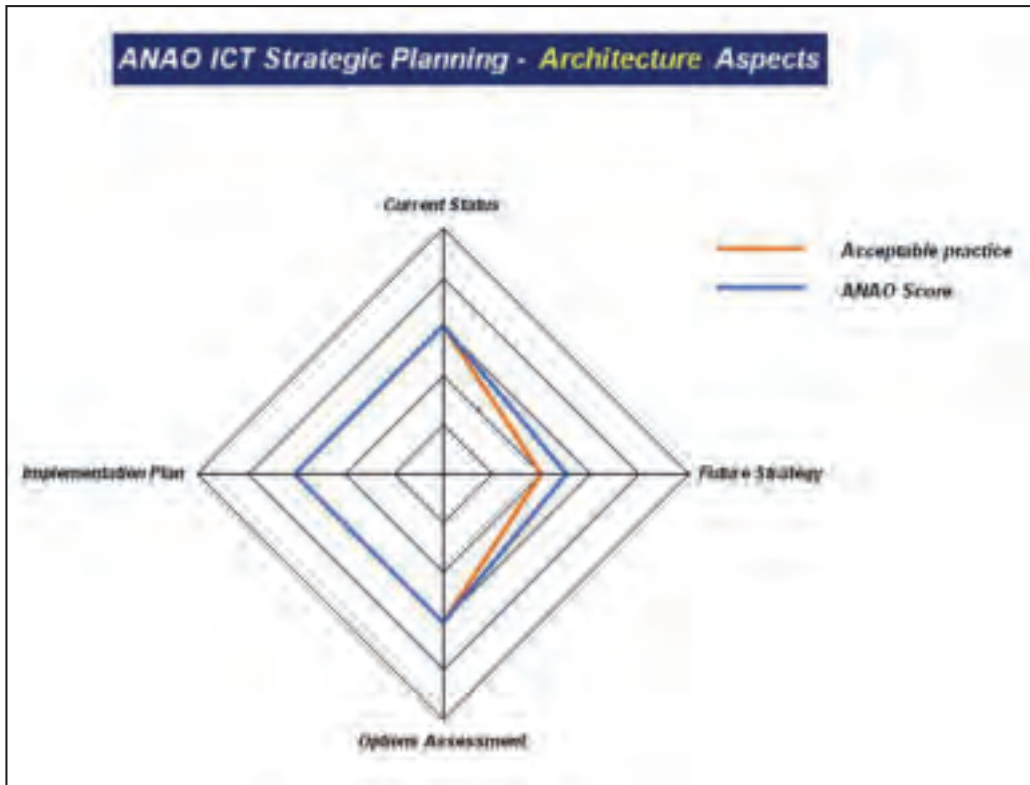 ANAO ICT Strategic Planning - Architecture Aspects
Current Status
Acceptable practice
ANAO Score
Implementation Plan
Future Strategy
Options Assessment